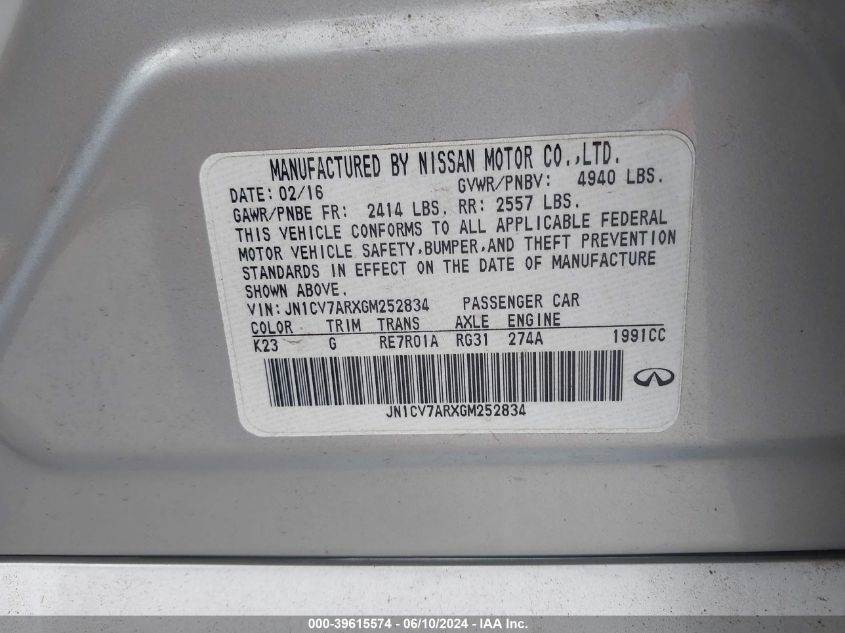 MANUFACTURED BY NISSAN MOTOR CO.,LTD.
DATE: 02/16 GVWR/PNBV: 4940 LBS.
GAWR/PNBE FR: 2414 LBS, RR: 2557 LBS.
THIS VEHICLE CONFORMS TO ALL APPLICABLE FEDERAL
MOTOR VEHICLE SAFETY,BUMPER,AND THEFT PREVENTION
STANDARDS IN EFFECT ON THE DATE OF MANUFACTURE
SHOWN ABOVE.
VIN: JN1CV7ARXGM252834 PASSENGER CAR
COLOR TRIM TRANS AXLE ENGINE
K23 G RE7R01A RG31 274A 1991CC
JN1CV7ARXGM252834
000-39615574 - 06/10/2024 - IAAI.com